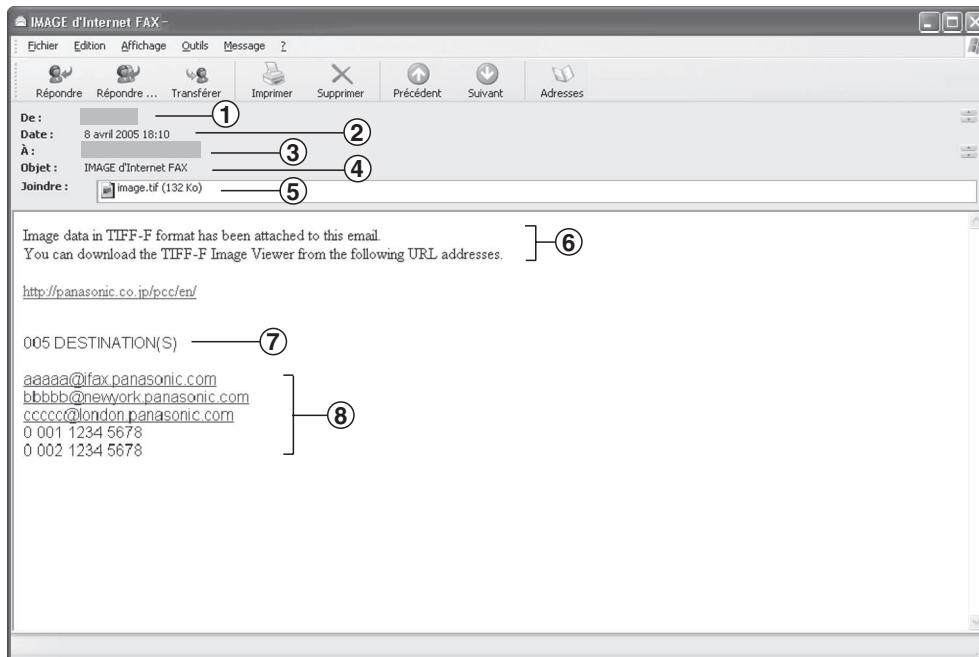 IMAGE d'Internet FAX -
Fichier Edition Affichage Outils Message ?
Répondre Répondre ... Transférer Imprimer Supprimer Précédent Suivant Adresses
De : 1
Date : 8 avril 2005 18:10 2
À : 3
Objet : IMAGE d'Internet FAX 4
Joindre : image.tif (132 Ko) 5
Image data in TIFF-F format has been attached to this email.
You can download the TIFF-F Image Viewer from the following URL addresses. 6
http://panasonic.co.jp/pcc/en/
005 DESTINATION(S) 7
aaaaa@ifax.panasonic.com
bbbbb@newyork.panasonic.com
ccccc@london.panasonic.com 8
0 001 1234 5678
0 002 1234 5678